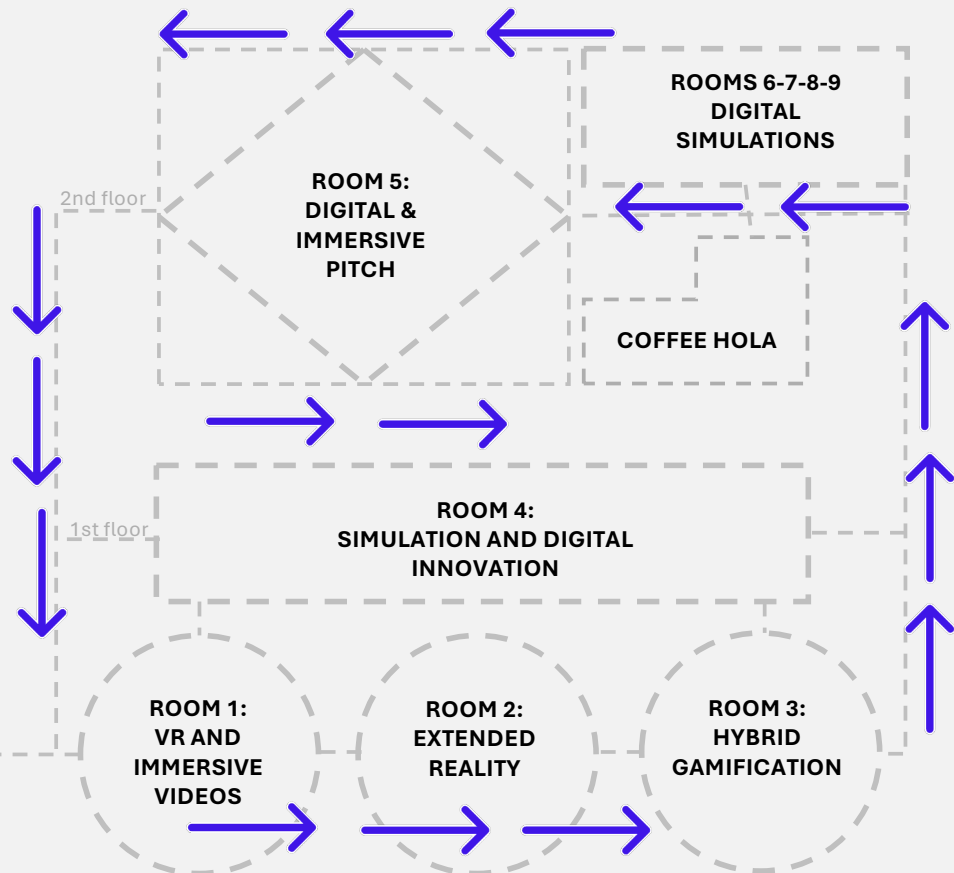 ROOMS 6-7-8-9
DIGITAL
SIMULATIONS
2nd floor
ROOM 5:
DIGITAL &
IMMERSIVE
PITCH
COFFEE HOLA
1st floor
ROOM 4:
SIMULATION AND DIGITAL
INNOVATION
ROOM 1:
VR AND
IMMERSIVE
VIDEOS
ROOM 2:
EXTENDED
REALITY
ROOM 3:
HYBRID
GAMIFICATION